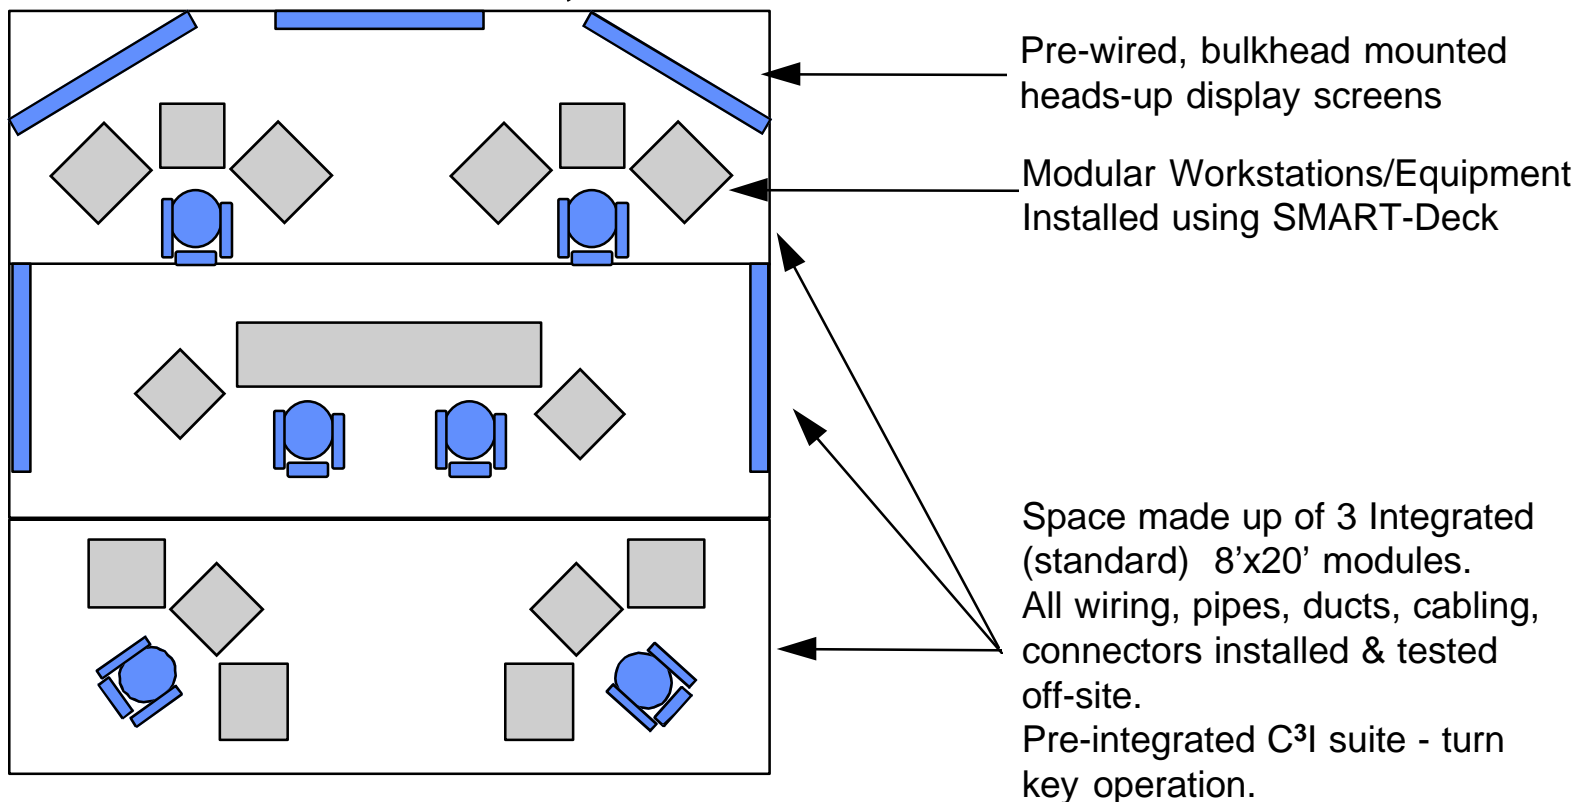 Pre-wired, bulkhead mounted
heads-up display screens
Modular Workstations/Equipment
Installed using SMART-Deck
Space made up of 3 Integrated
(standard)  8’x20’ modules.
All wiring, pipes, ducts, cabling,
connectors installed & tested
off-site.
Pre-integrated C³I suite - turn
key operation.